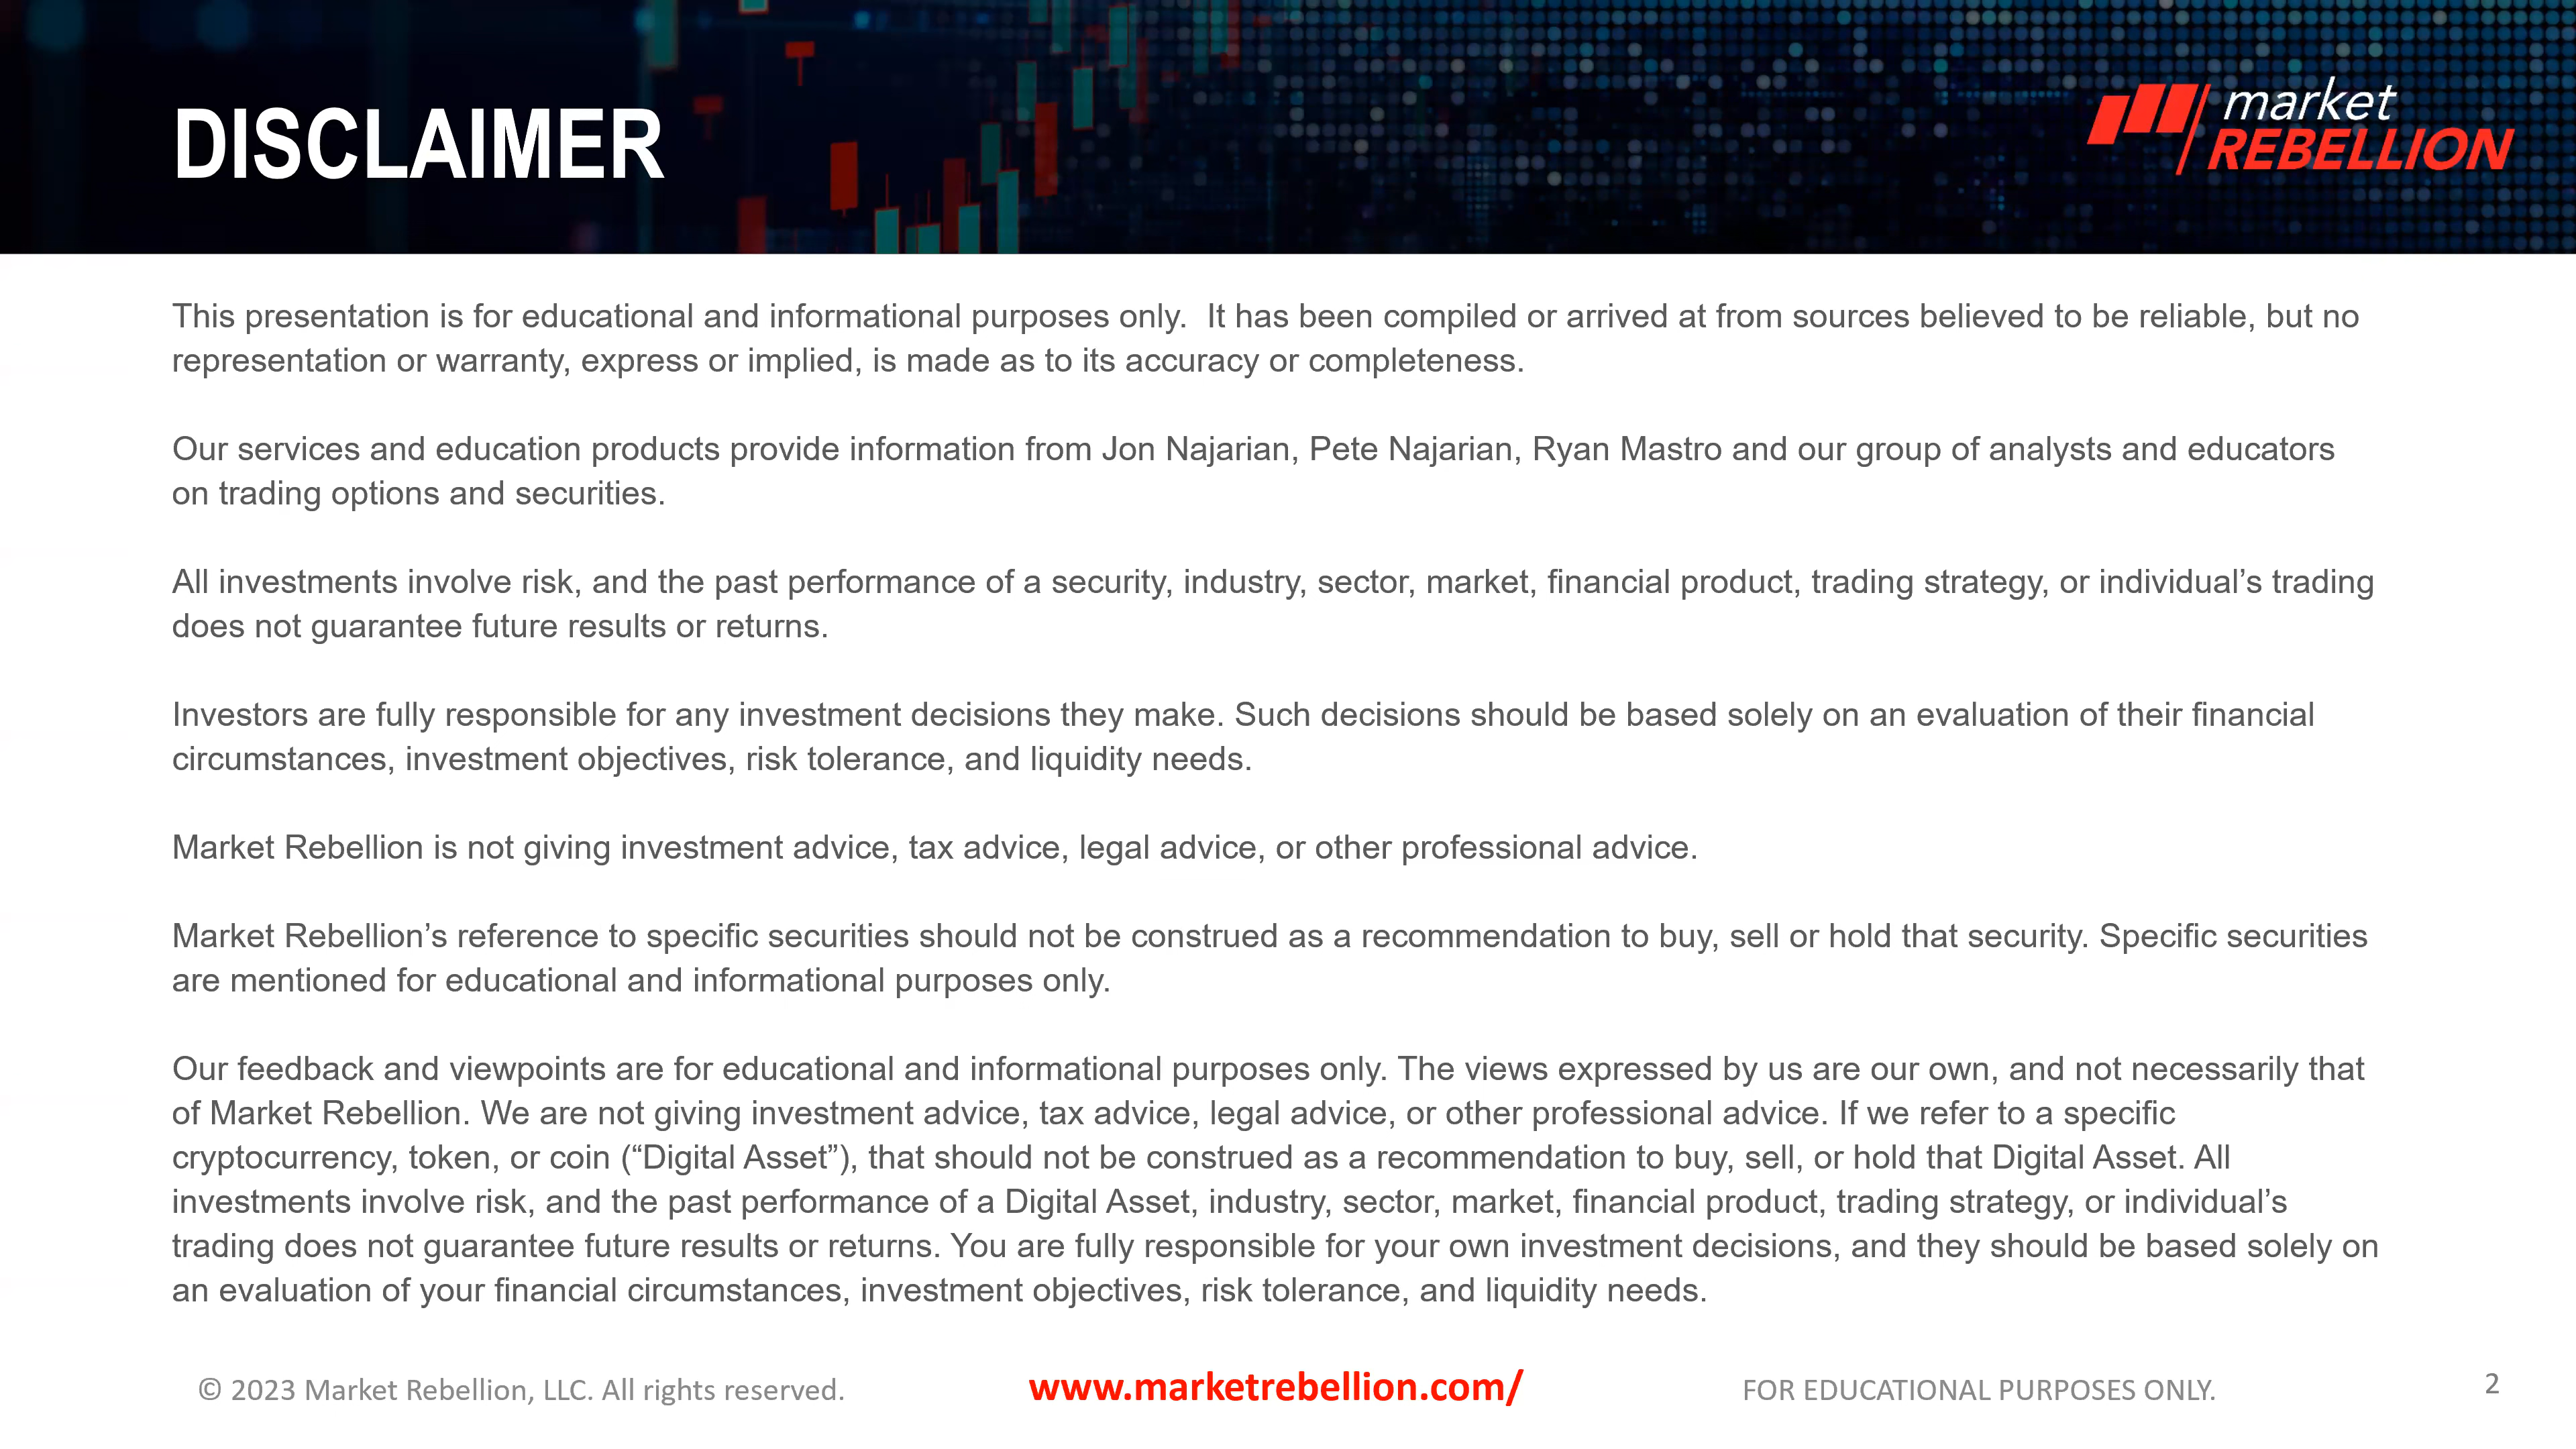 DISCLAIMER
market
REBELLION
This presentation is for educational and informational purposes only.  It has been compiled or arrived at from sources believed to be reliable, but no
representation or warranty, express or implied, is made as to its accuracy or completeness.
Our services and education products provide information from Jon Najarian, Pete Najarian, Ryan Mastro and our group of analysts and educators
on trading options and securities.
All investments involve risk, and the past performance of a security, industry, sector, market, financial product, trading strategy, or individual’s trading
does not guarantee future results or returns.
Investors are fully responsible for any investment decisions they make. Such decisions should be based solely on an evaluation of their financial
circumstances, investment objectives, risk tolerance, and liquidity needs.
Market Rebellion is not giving investment advice, tax advice, legal advice, or other professional advice.
Market Rebellion’s reference to specific securities should not be construed as a recommendation to buy, sell or hold that security. Specific securities
are mentioned for educational and informational purposes only.
Our feedback and viewpoints are for educational and informational purposes only. The views expressed by us are our own, and not necessarily that
of Market Rebellion. We are not giving investment advice, tax advice, legal advice, or other professional advice. If we refer to a specific
cryptocurrency, token, or coin (“Digital Asset”), that should not be construed as a recommendation to buy, sell, or hold that Digital Asset. All
investments involve risk, and the past performance of a Digital Asset, industry, sector, market, financial product, trading strategy, or individual’s
trading does not guarantee future results or returns. You are fully responsible for your own investment decisions, and they should be based solely on
an evaluation of your financial circumstances, investment objectives, risk tolerance, and liquidity needs.
© 2023 Market Rebellion, LLC. All rights reserved.
www.marketrebellion.com/
FOR EDUCATIONAL PURPOSES ONLY.
2